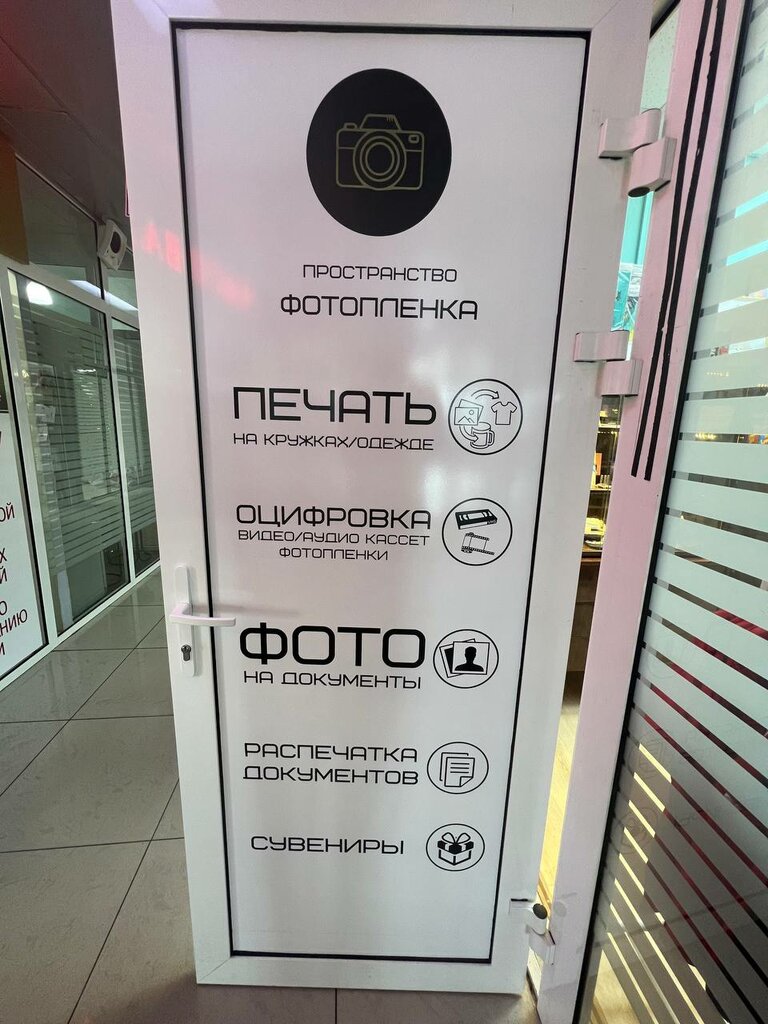 ПРОСТРАНСТВО
ФОТОПЛЕНКА
ПЕЧАТЬ
НА КРУЖКАХ/ОДЕЖДЕ
ОЦИФРОВКА
ВИДЕО/АУДИО КАССЕТ
ФОТОПЛЕНКИ
ФОТО
НА ДОКУМЕНТЫ
РАСПЕЧАТКА
ДОКУМЕНТОВ
СУВЕНИРЫ